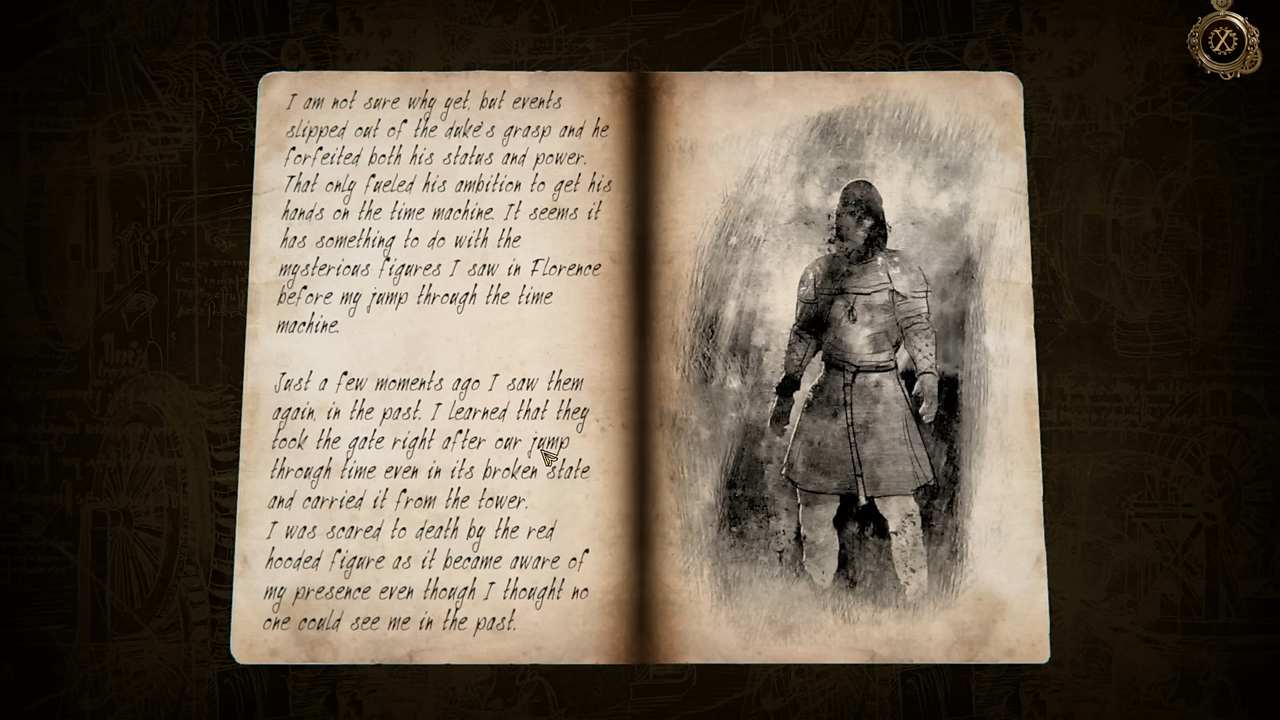 I am not sure why yet, but events
slipped out of the duke's grasp and he
forfeited both his status and power.
That only fueled his ambition to get his
hands on the time machine. It seems it
has something to do with the
mysterious figures I saw in Florence
before my jump through the time
machine.
Just a few moments ago I saw them
again, in the past. I learned that they
took the gate right after our jump
through time even in its broken state
and carried it from the tower.
I was scared to death by the red
hooded figure as it became aware of
my presence even though I thought no
one could see me in the past.